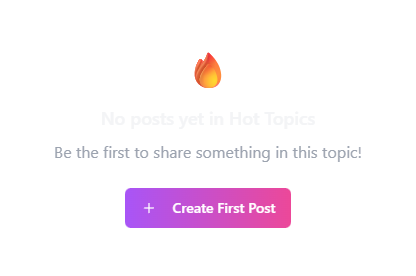 No posts yet in Hot Topics
Be the first to share something in this topic!
+ Create First Post